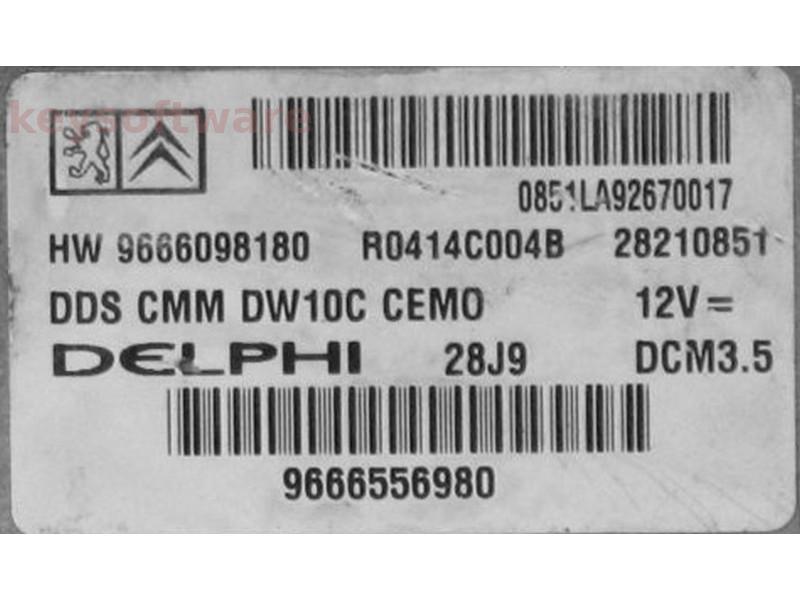 keysoftware
0851LA92670017
HW 9666098180 R0414C004B 28210851
DDS CMM DW10C CEMO 12V =
DELPHI 28J9 DCM3.5
9666556980